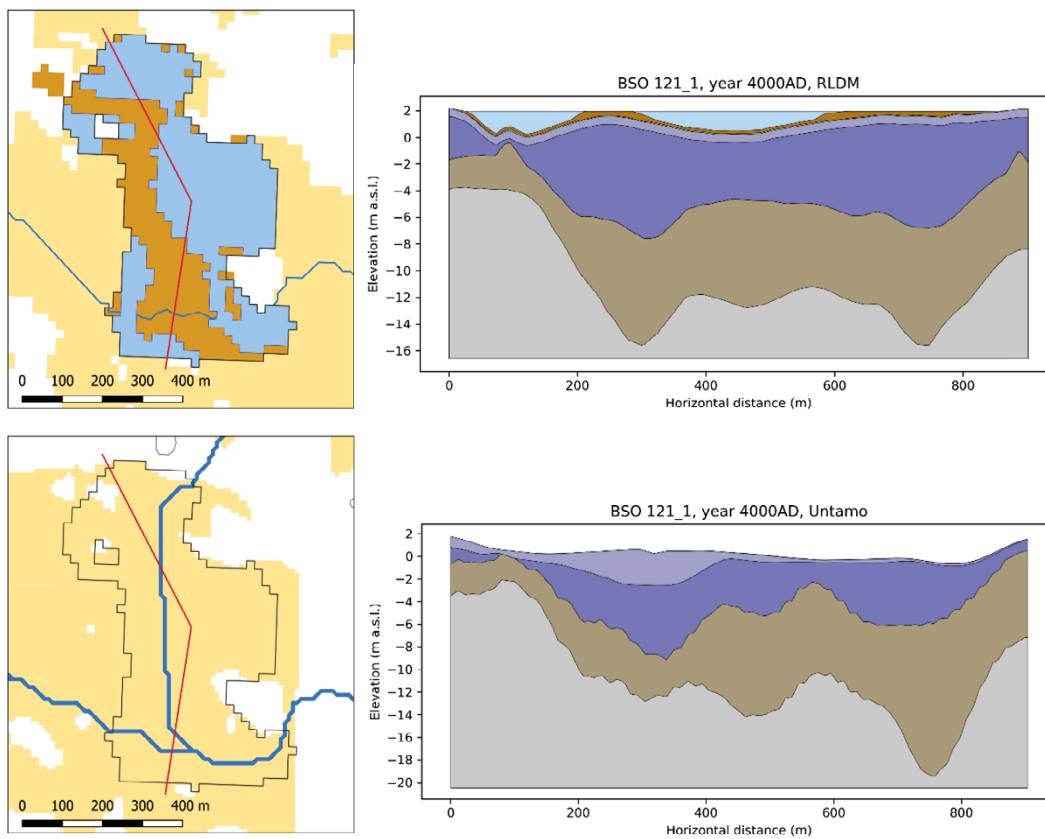 0 100 200 300 400 m
BSO 121_1, year 4000AD, RLDM
Elevation (m a.s.l.)
2
0
−2
−4
−6
−8
−10
−12
−14
−16
0 200 400 600 800
Horizontal distance (m)
0 100 200 300 400 m
BSO 121_1, year 4000AD, Untamo
Elevation (m a.s.l.)
2
0
−2
−4
−6
−8
−10
−12
−14
−16
−18
−20
0 200 400 600 800
Horizontal distance (m)